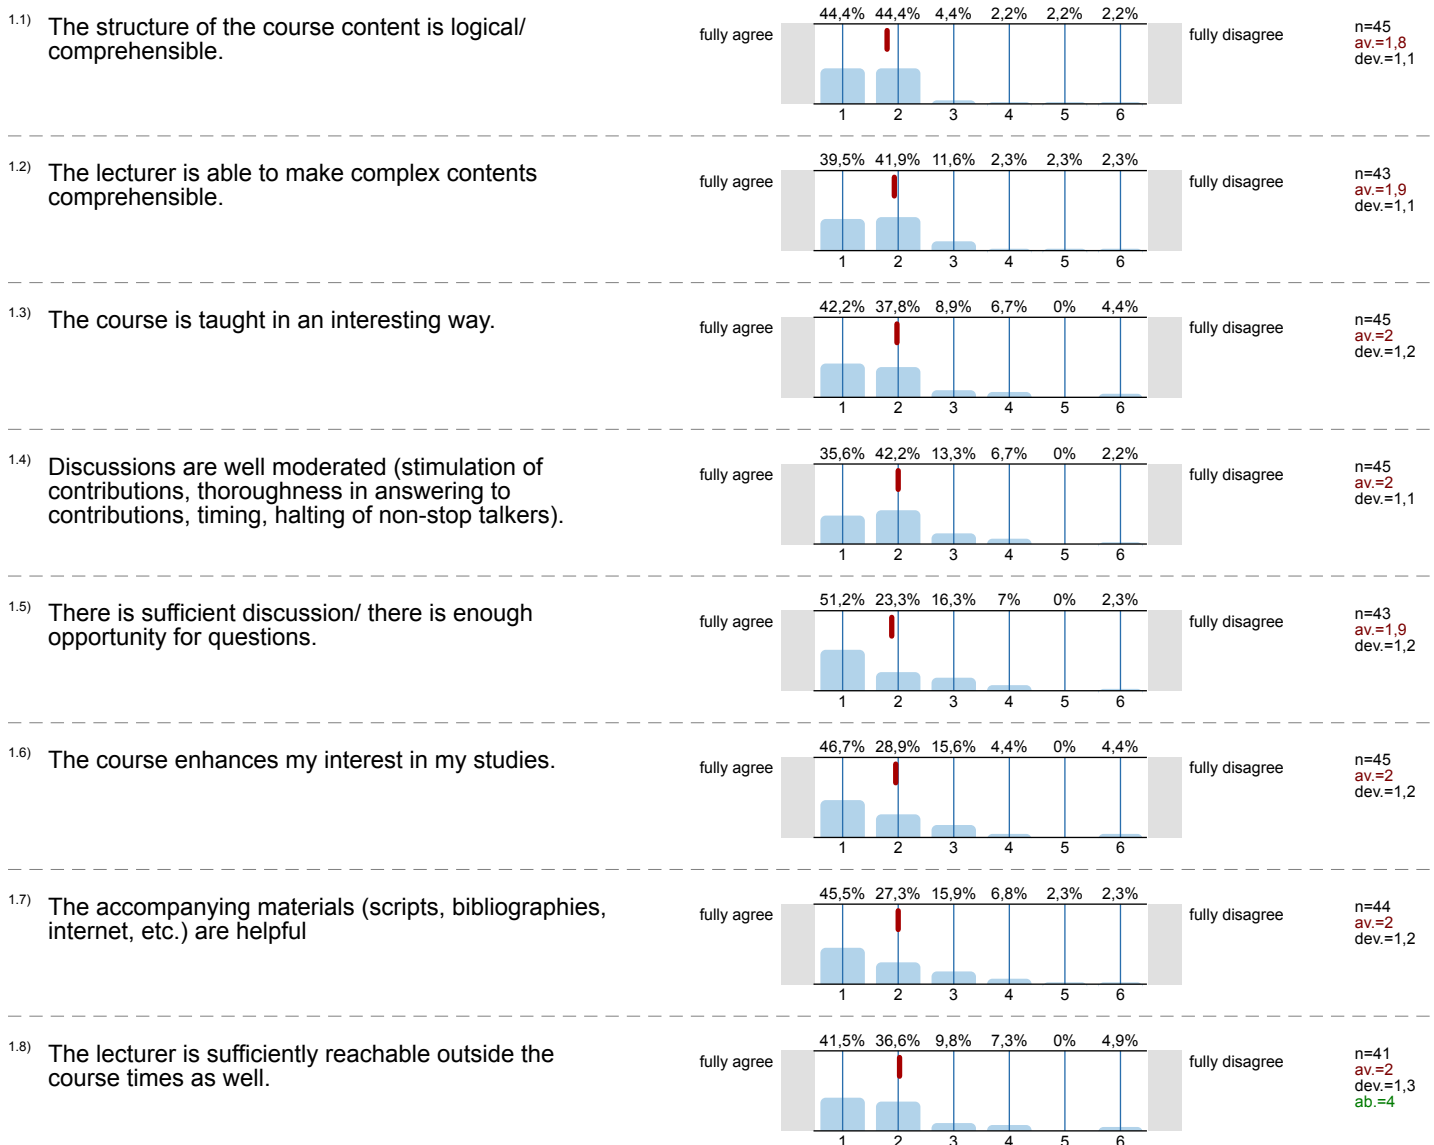 1.1) The structure of the course content is logical/
comprehensible.
fully agree
44,4% 44,4% 4,4% 2,2% 2,2% 2,2%
1 2 3 4 5 6
fully disagree
n=45
av.=1,8
dev.=1,1
1.2) The lecturer is able to make complex contents
comprehensible.
fully agree
39,5% 41,9% 11,6% 2,3% 2,3% 2,3%
1 2 3 4 5 6
fully disagree
n=43
av.=1,9
dev.=1,1
1.3) The course is taught in an interesting way.
fully agree
42,2% 37,8% 8,9% 6,7% 0% 4,4%
1 2 3 4 5 6
fully disagree
n=45
av.=2
dev.=1,2
1.4) Discussions are well moderated (stimulation of
contributions, thoroughness in answering to
contributions, timing, halting of non-stop talkers).
fully agree
35,6% 42,2% 13,3% 6,7% 0% 2,2%
1 2 3 4 5 6
fully disagree
n=45
av.=2
dev.=1,1
1.5) There is sufficient discussion/ there is enough
opportunity for questions.
fully agree
51,2% 23,3% 16,3% 7% 0% 2,3%
1 2 3 4 5 6
fully disagree
n=43
av.=1,9
dev.=1,2
1.6) The course enhances my interest in my studies.
fully agree
46,7% 28,9% 15,6% 4,4% 0% 4,4%
1 2 3 4 5 6
fully disagree
n=45
av.=2
dev.=1,2
1.7) The accompanying materials (scripts, bibliographies,
internet, etc.) are helpful
fully agree
45,5% 27,3% 15,9% 6,8% 2,3% 2,3%
1 2 3 4 5 6
fully disagree
n=44
av.=2
dev.=1,2
1.8) The lecturer is sufficiently reachable outside the
course times as well.
fully agree
41,5% 36,6% 9,8% 7,3% 0% 4,9%
1 2 3 4 5 6
fully disagree
n=41
av.=2
dev.=1,3
ab.=4